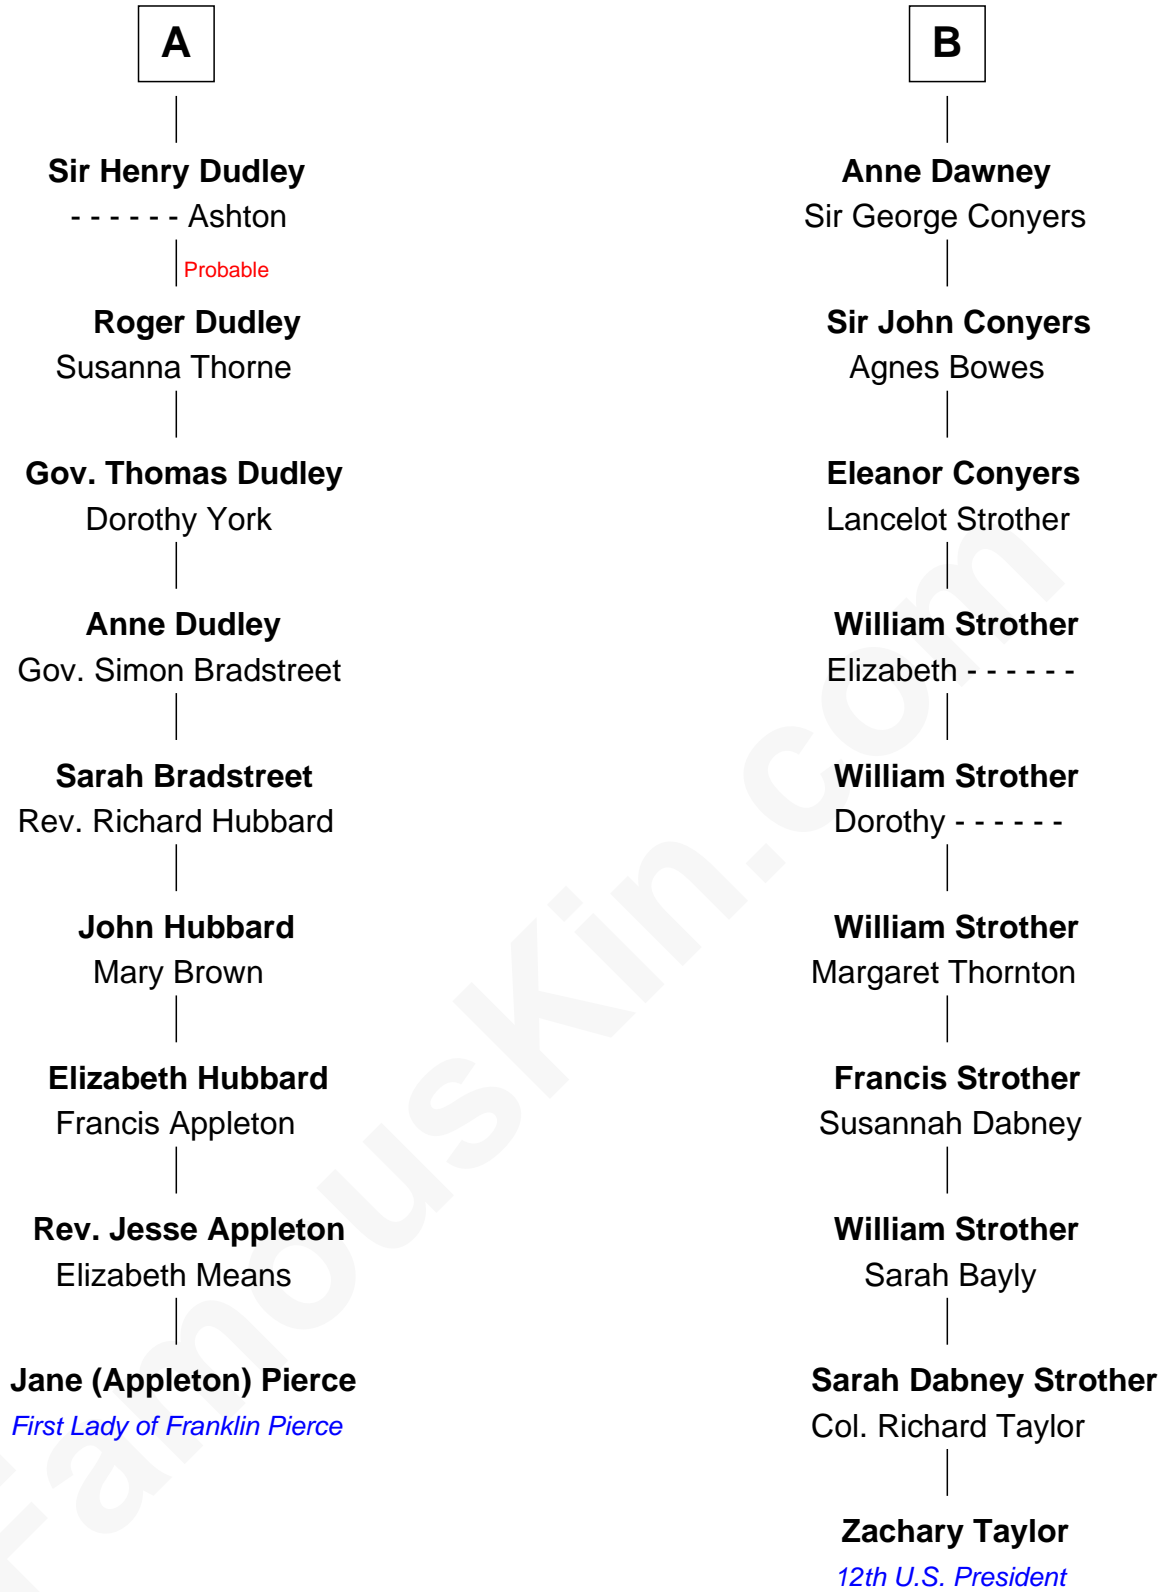 A
Sir Henry Dudley
- - - - - - Ashton
Probable
Roger Dudley
Susanna Thorne
Gov. Thomas Dudley
Dorothy York
Anne Dudley
Gov. Simon Bradstreet
Sarah Bradstreet
Rev. Richard Hubbard
John Hubbard
Mary Brown
Elizabeth Hubbard
Francis Appleton
Rev. Jesse Appleton
Elizabeth Means
Jane (Appleton) Pierce
First Lady of Franklin Pierce
B
Anne Dawney
Sir George Conyers
Sir John Conyers
Agnes Bowes
Eleanor Conyers
Lancelot Strother
William Strother
Elizabeth - - - - - -
William Strother
Dorothy - - - - - -
William Strother
Margaret Thornton
Francis Strother
Susannah Dabney
William Strother
Sarah Bayly
Sarah Dabney Strother
Col. Richard Taylor
Zachary Taylor
12th U.S. President
FamousKin.com